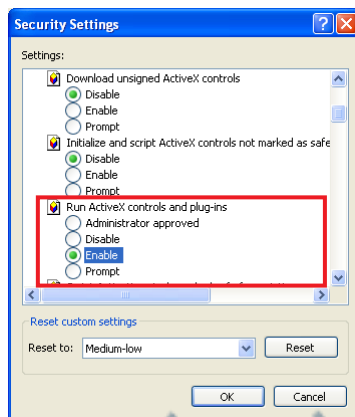 Security Settings
Settings:
Download unsigned ActiveX controls
Disable
Enable
Prompt
Initialize and script ActiveX controls not marked as safe
Disable
Enable
Prompt
Run ActiveX controls and plug-ins
Administrator approved
Disable
Enable
Prompt
Reset custom settings
Reset to: Medium-low Reset
OK Cancel